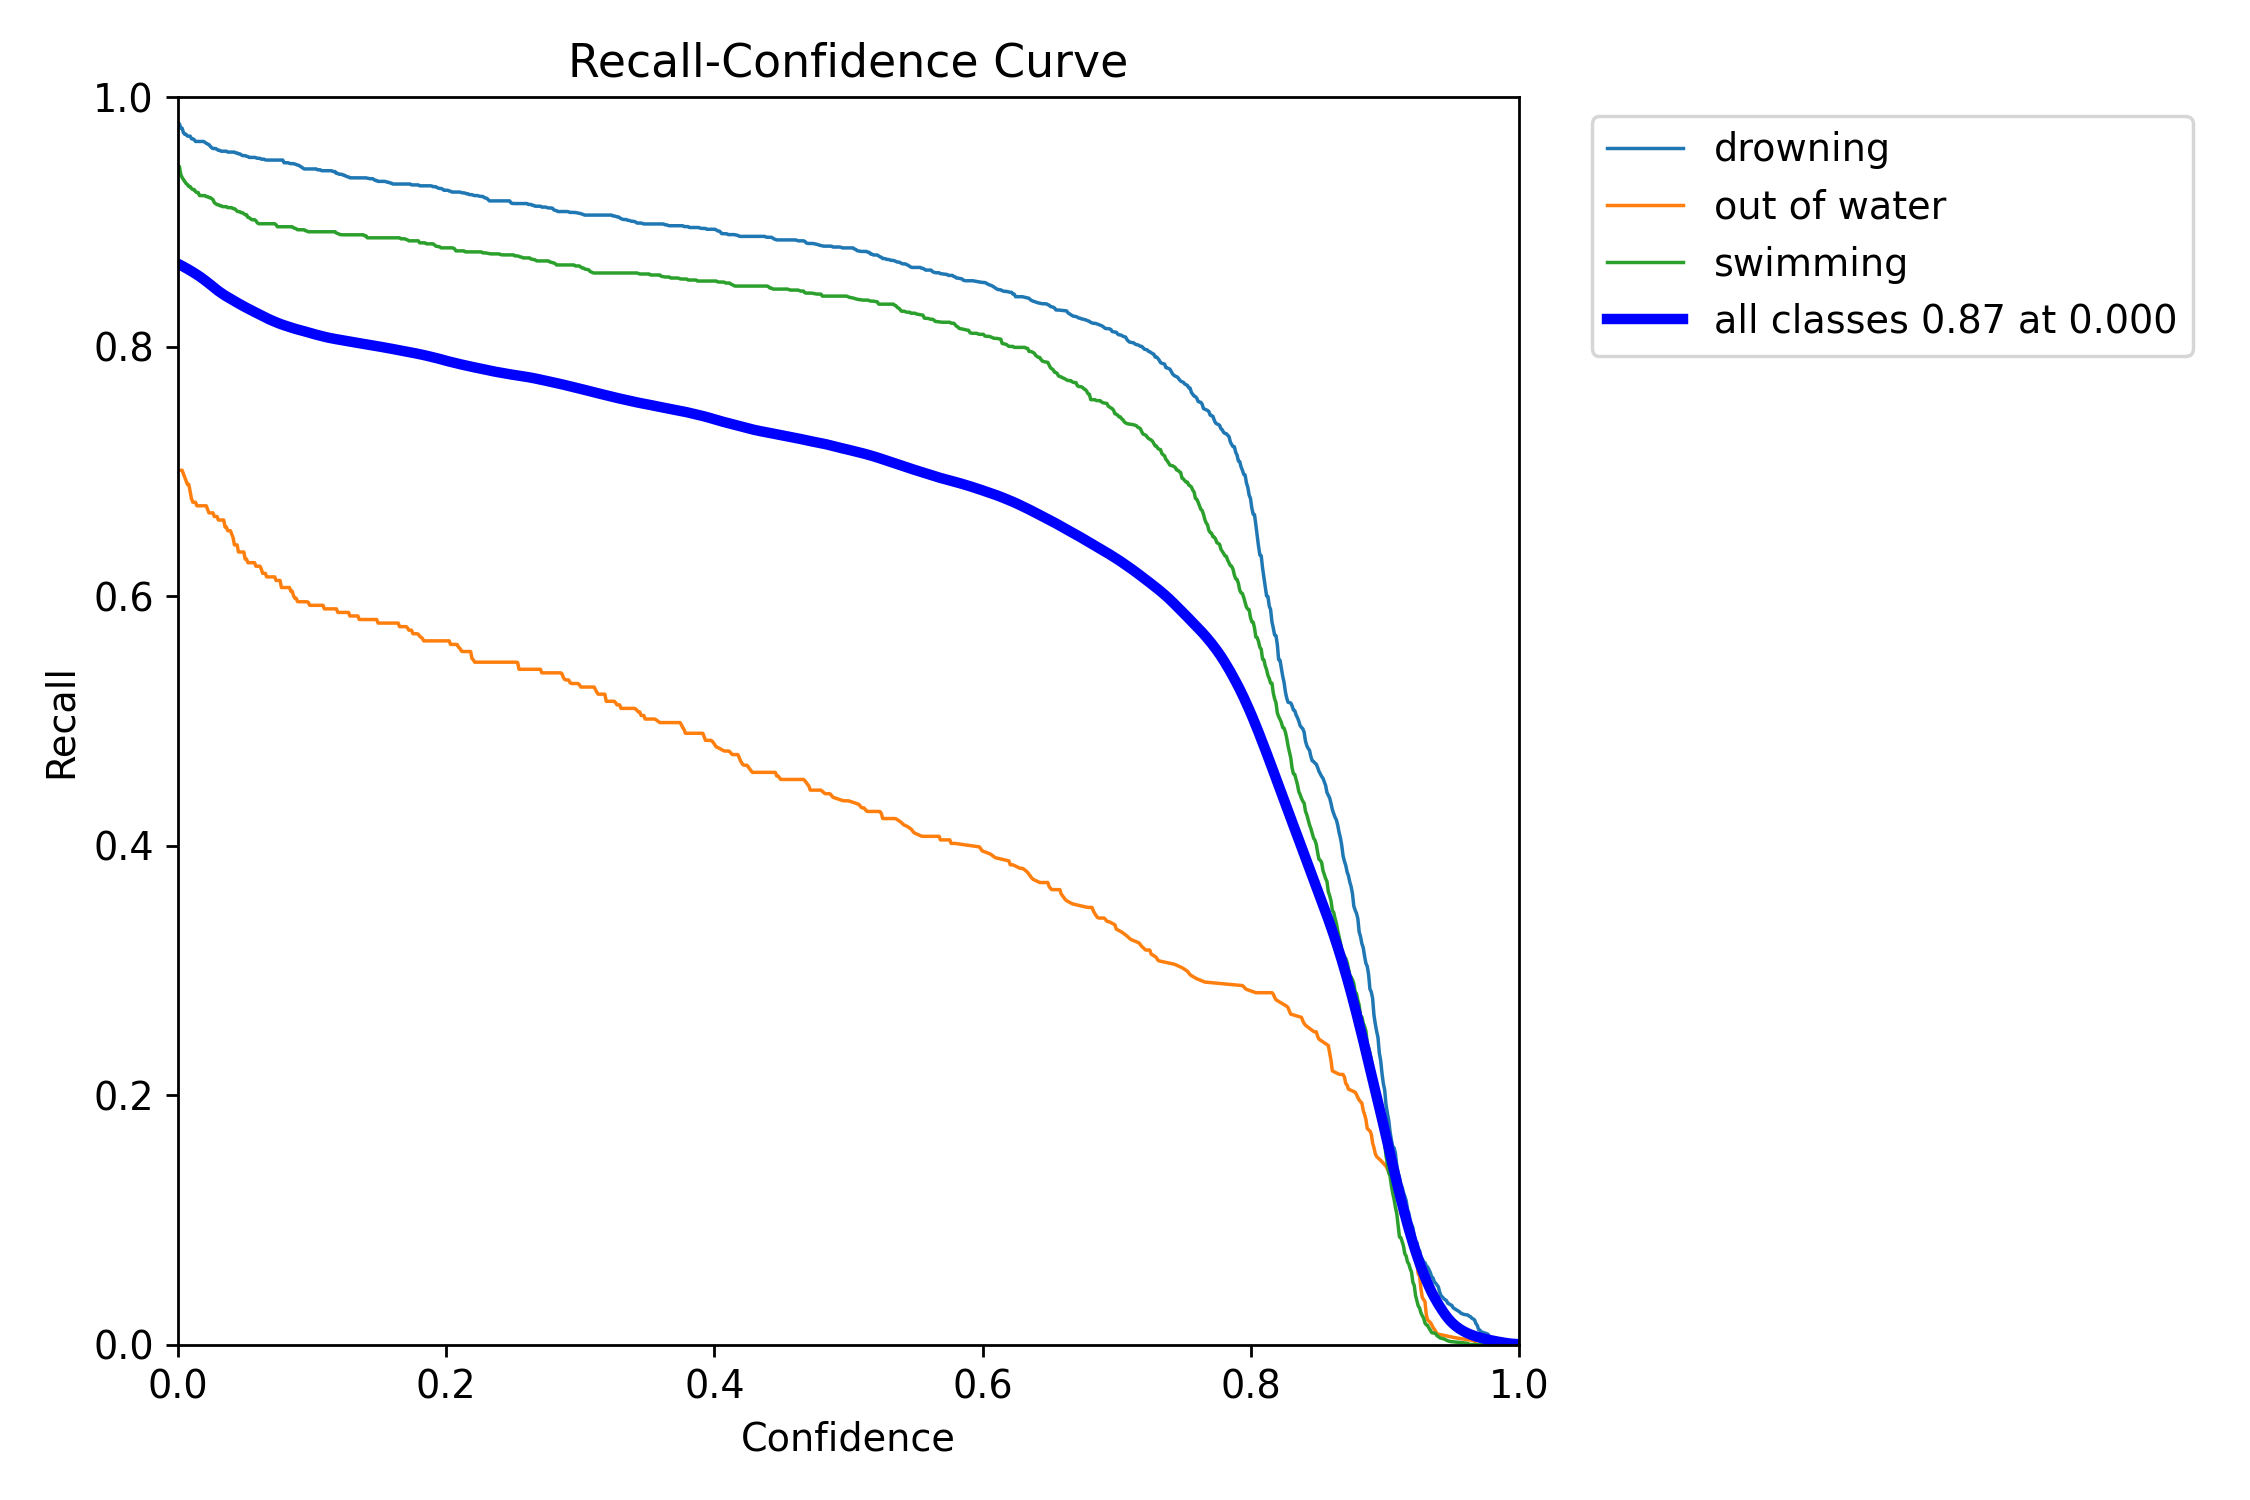 Recall-Confidence Curve
1.0
0.8
0.6
0.4
0.2
0.0
Recall
0.0 0.2 0.4 0.6 0.8 1.0
Confidence
drowning
out of water
swimming
all classes 0.87 at 0.000